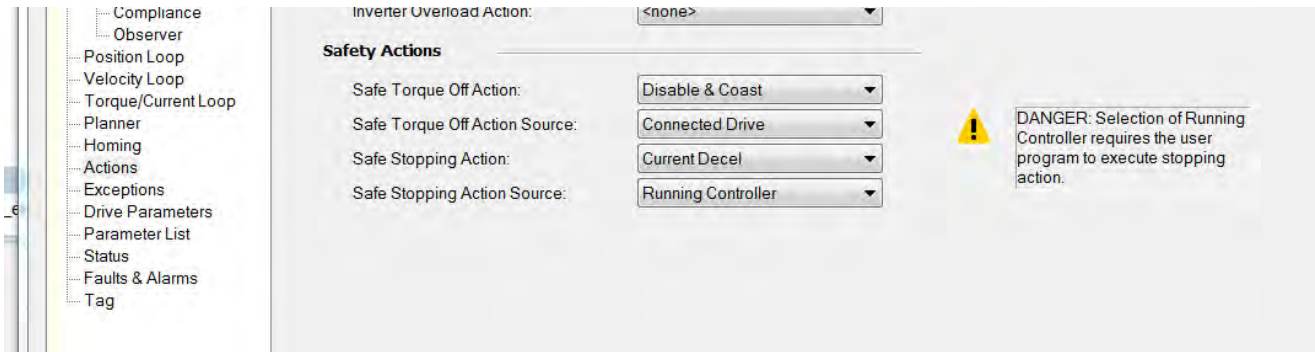 Compliance
Observer
Position Loop
Velocity Loop
Torque/Current Loop
Planner
Homing
Actions
Exceptions
Drive Parameters
Parameter List
Status
Faults & Alarms
Tag
Inverter Overload Action: <none>
Safety Actions
Safe Torque Off Action: Disable & Coast
Safe Torque Off Action Source: Connected Drive
Safe Stopping Action: Current Decel
Safe Stopping Action Source: Running Controller
DANGER: Selection of Running
Controller requires the user
program to execute stopping
action.